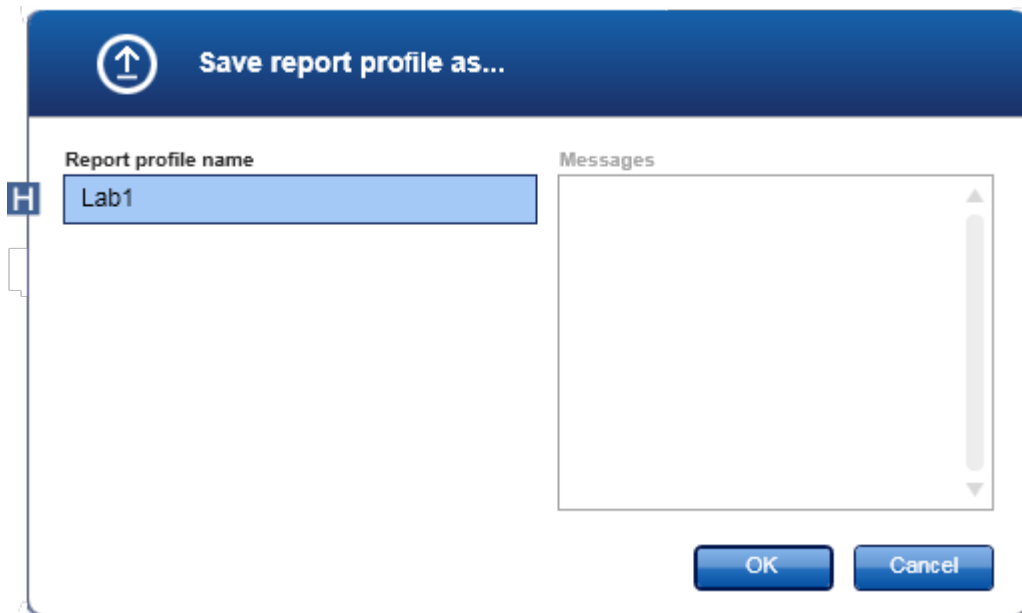 Save report profile as...
Report profile name
Messages
H
Lab1
OK
Cancel